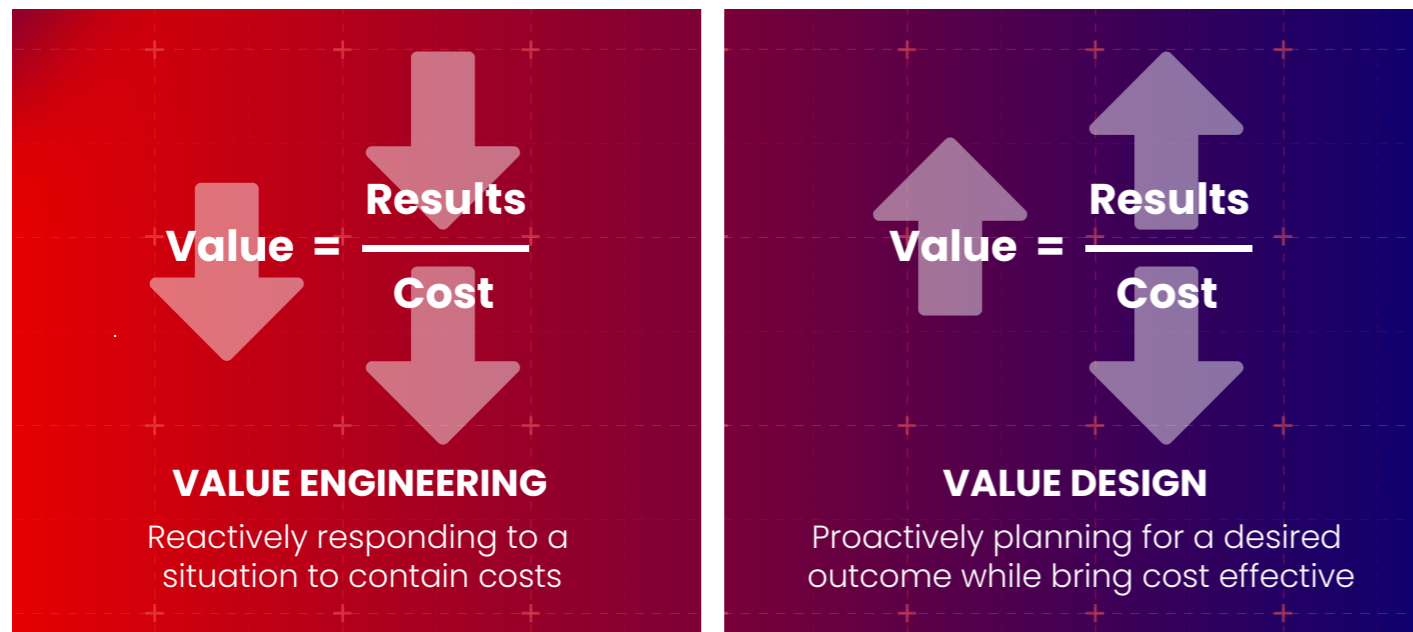 Results
Value =
Cost
VALUE ENGINEERING
Reactively responding to a
situation to contain costs
Results
Value =
Cost
VALUE DESIGN
Proactively planning for a desired
outcome while bring cost effective